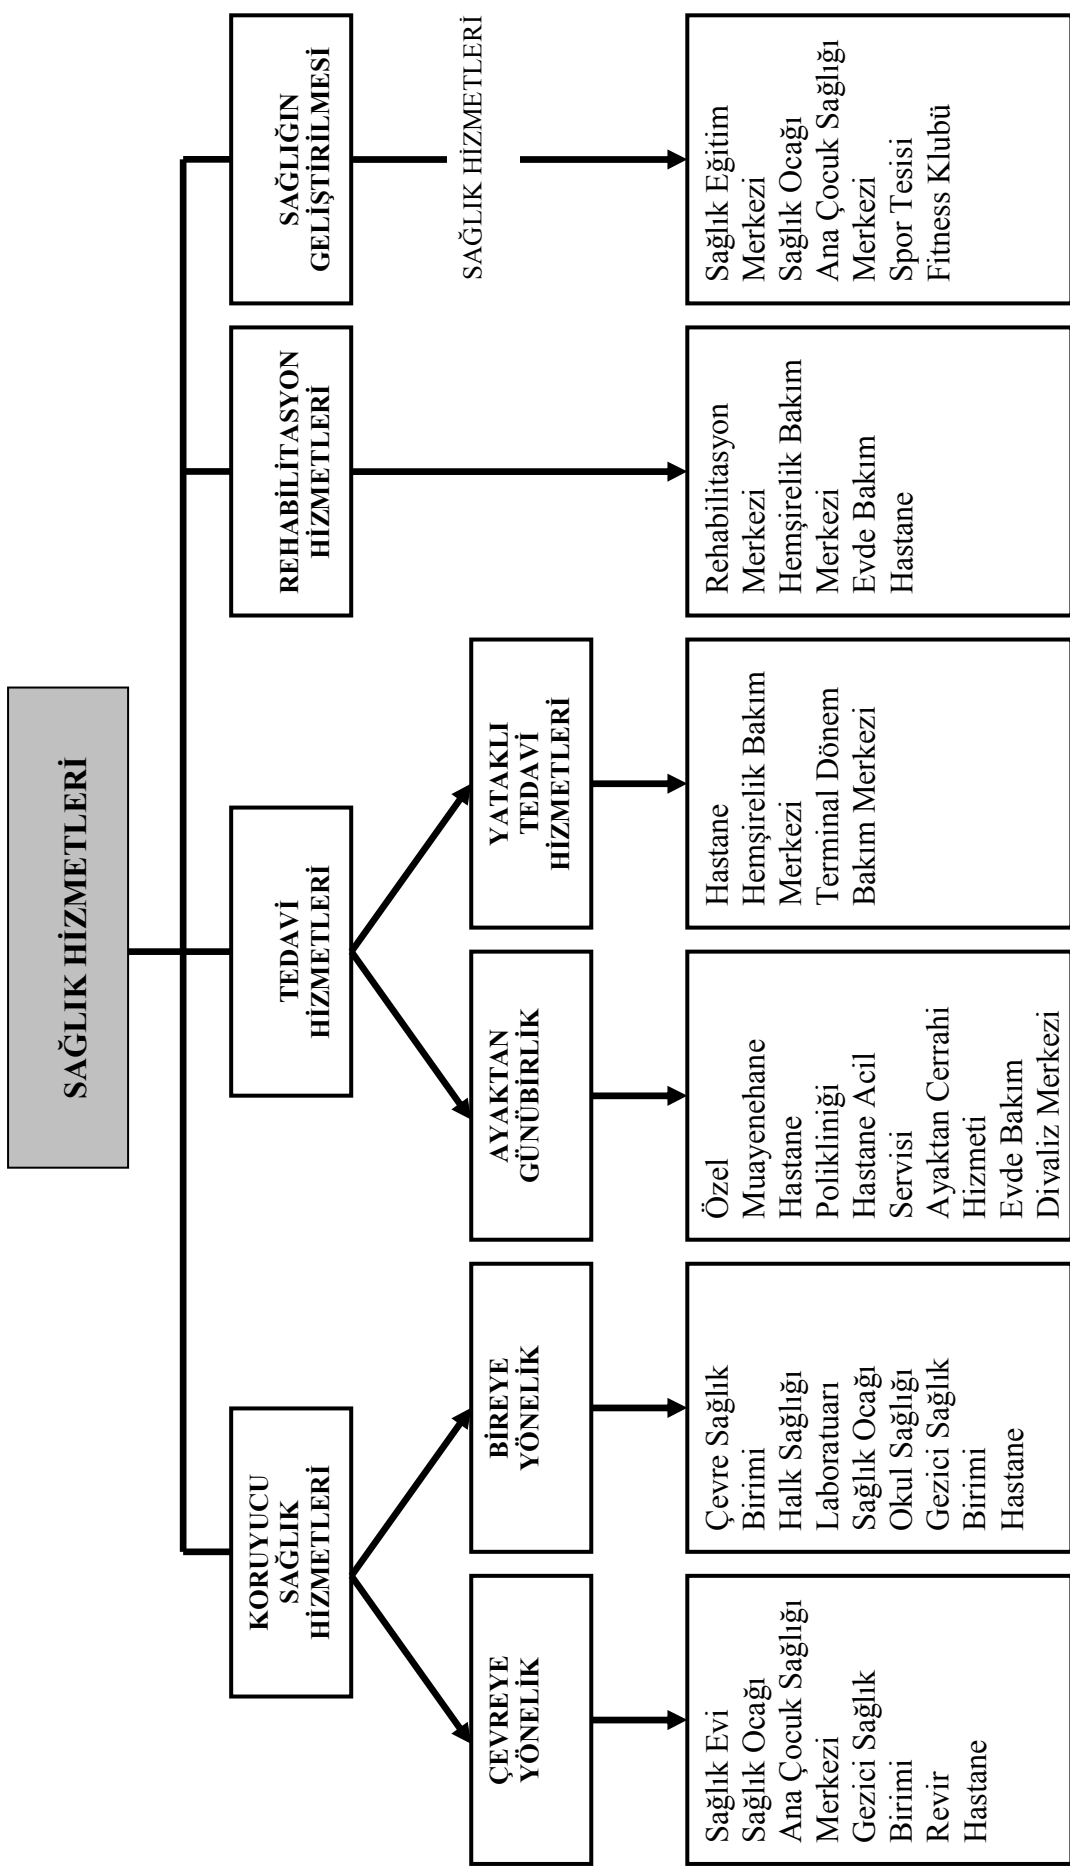 SAĞLIK HİZMETLERİ
KORUYUCU
SAĞLIK
HİZMETLERİ
TEDAVİ
HİZMETLERİ
REHABİLİTASYON
HİZMETLERİ
SAĞLIĞIN
GELİŞTİRİLMESİ
ÇEVREYE
YÖNELİK
BİREYE
YÖNELİK
AYAKTAN
GÜNÜBİRLİK
YATAKLI
TEDAVİ
HİZMETLERİ
SAĞLIK HİZMETLERİ
Sağlık Evi
Sağlık Ocağı
Ana Çocuk Sağlığı
Merkezi
Gezici Sağlık
Birimi
Revir
Hastane
Çevre Sağlık
Birimi
Halk Sağlığı
Laboratuarı
Sağlık Ocağı
Okul Sağlığı
Gezici Sağlık
Birimi
Hastane
Özel
Muayenehane
Hastane
Polikliniği
Hastane Acil
Servisi
Ayaktan Cerrahi
Hizmeti
Evde Bakım
Divaliz Merkezi
Hastane
Hemşirelik Bakım
Merkezi
Terminal Dönem
Bakım Merkezi
Rehabilitasyon
Merkezi
Hemşirelik Bakım
Merkezi
Evde Bakım
Hastane
Sağlık Eğitim
Merkezi
Sağlık Ocağı
Ana Çocuk Sağlığı
Merkezi
Spor Tesisi
Fitness Klubü